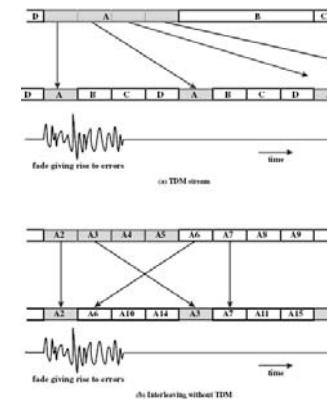 D A B C
D A B C D A B C D
fade giving rise to errors
time
(a) TDM stream
A2 A3 A4 A5 A6 A7 A8 A9
A2 A6 A10 A14 A3 A7 A11 A15
fade giving rise to errors
time
(b) Interleaving without TDM